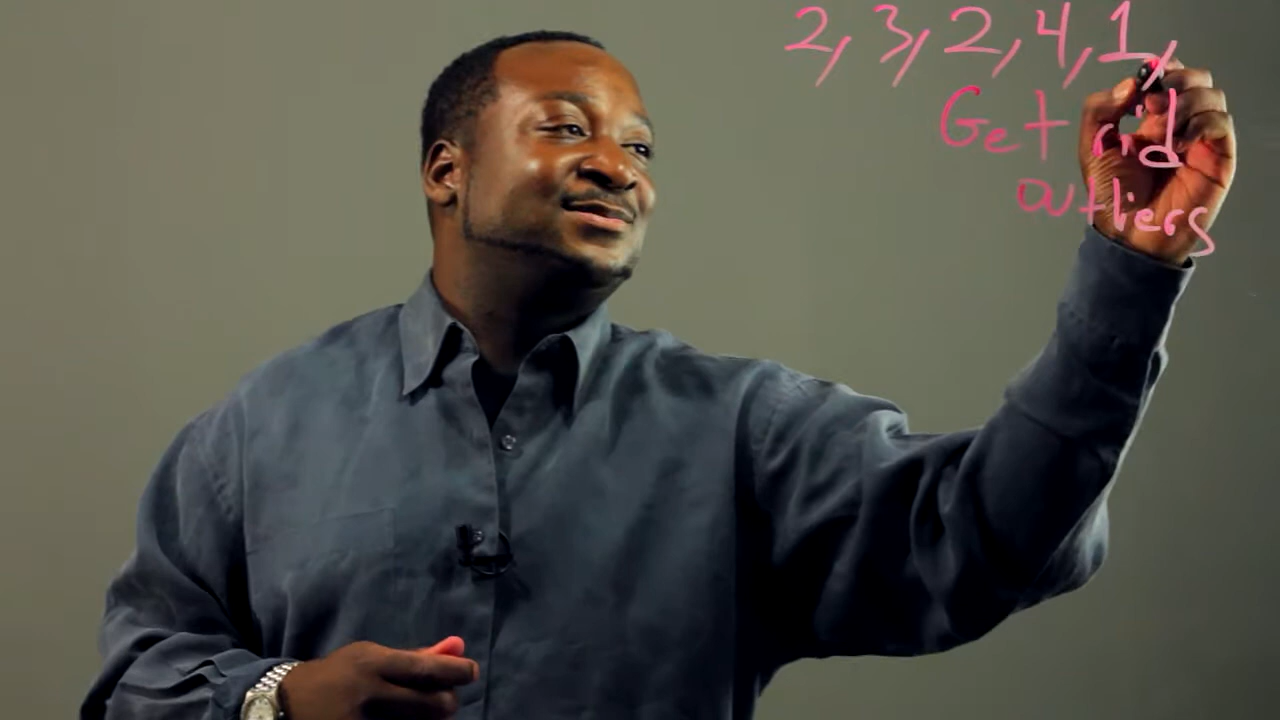 2, 3, 2, 4, 1,
Get rid
Outliers